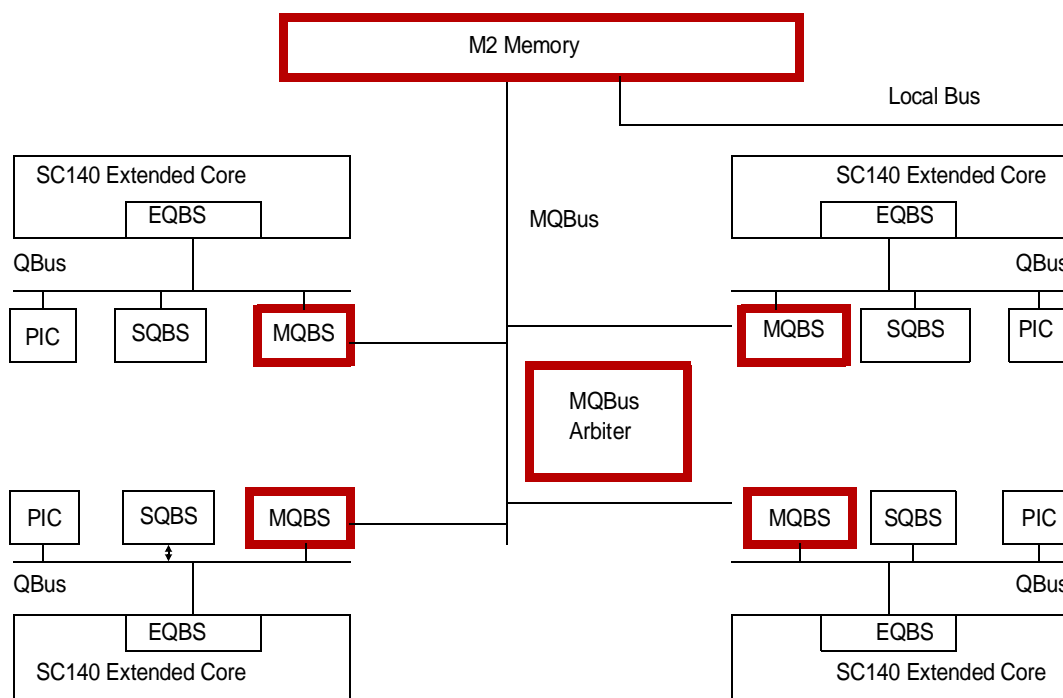 M2 Memory
Local Bus
SC140 Extended Core
SC140 Extended Core
EQBS
EQBS
MQBus
QBus
QBus
PIC
SQBS
MQBS
MQBS
SQBS
PIC
MQBus
Arbiter
PIC
SQBS
MQBS
MQBS
SQBS
PIC
QBus
QBus
EQBS
EQBS
SC140 Extended Core
SC140 Extended Core